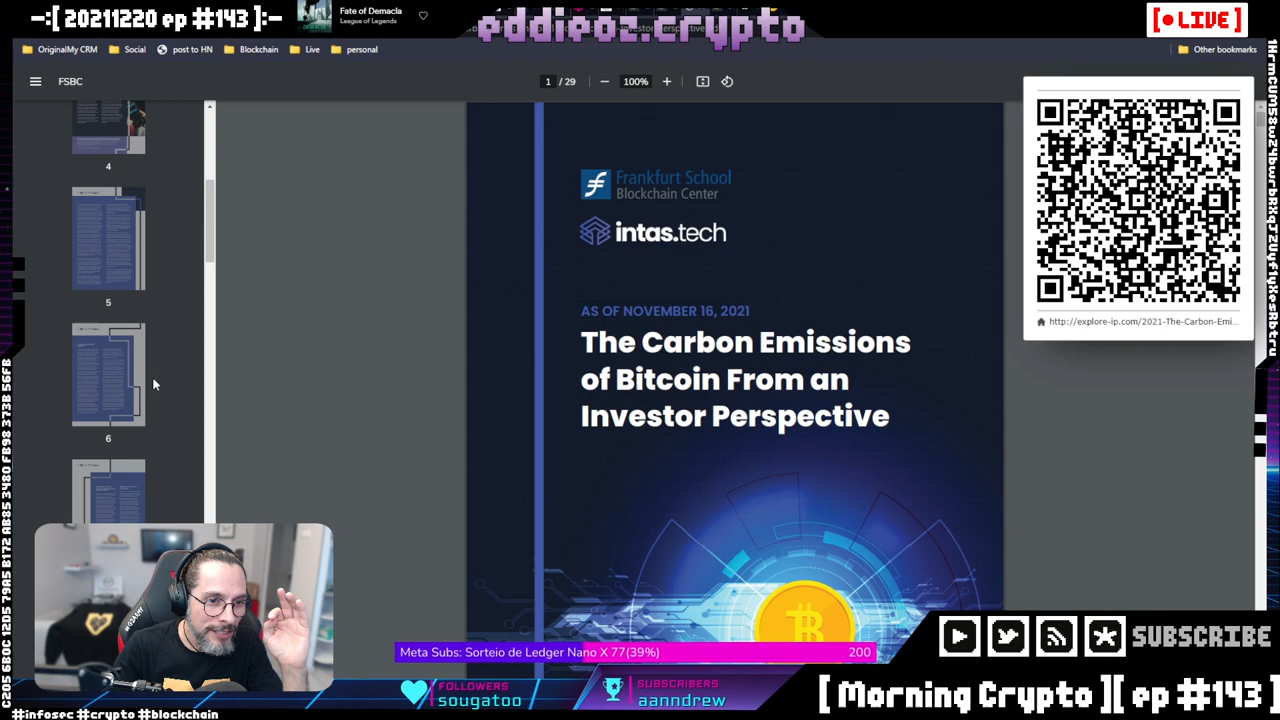 -:[ 20211220 ep #143 ]:-
Fate of Demacia
League of Legends
eddieoz.crypto
[ LIVE ]
OriginalMy CRM
Social
post to HN
Blockchain
Live
personal
Other bookmarks
FSBC
1 / 29
100%
4
5
6
Frankfurt School
Blockchain Center
intas.tech
AS OF NOVEMBER 16, 2021
The Carbon Emissions
of Bitcoin From an
Investor Perspective
http://explore-ip.com/2021-The-Carbon-Emi...
Meta Subs: Sorteio de Ledger Nano X 77(39%)
200
FOLLOWERS
sougatoo
SUBSCRIBERS
aanndrew
SUBSCRIBE
[ Morning Crypto ][ ep #143 ]
#infosec #crypto #blockchain